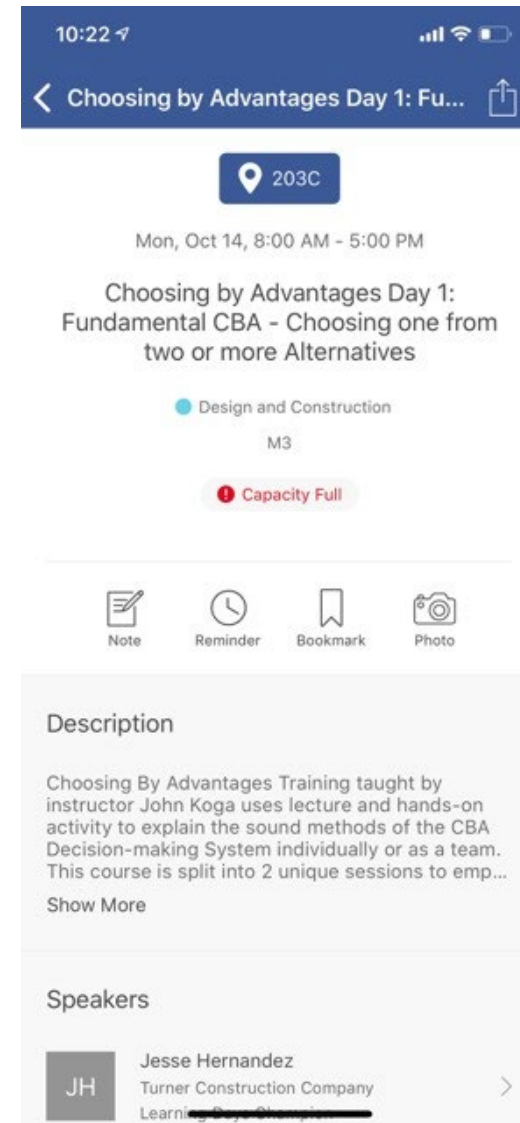 10:22
Choosing by Advantages Day 1: Fu...
203C
Mon, Oct 14, 8:00 AM - 5:00 PM
Choosing by Advantages Day 1:
Fundamental CBA - Choosing one from
two or more Alternatives
Design and Construction
M3
Capacity Full
Note Reminder Bookmark Photo
Description
Choosing By Advantages Training taught by
instructor John Koga uses lecture and hands-on
activity to explain the sound methods of the CBA
Decision-making System individually or as a team.
This course is split into 2 unique sessions to emp...
Show More
Speakers
JH
Jesse Hernandez
Turner Construction Company
Learning Days Champion